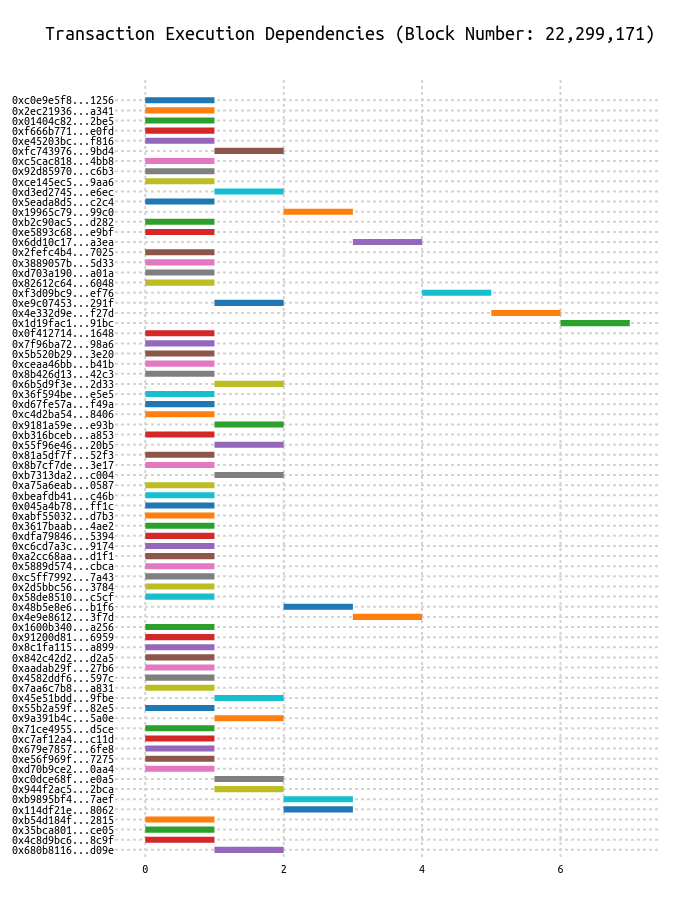 Transaction Execution Dependencies (Block Number: 22,299,171)
0xc0e9e5f8...1256
0x2ec21936...a341
0x01404c82...2be5
0xf666b771...e0fd
0xe45203bc...f816
0xfc743976...9bd4
0xc5cac818...4bb8
0x92d85970...c6b3
0xce145ec5...9aa6
0xd3ed2745...e6ec
0x5eada8d5...c2c4
0x19965c79...99c0
0xb2c90ac5...d282
0xe5893c68...e9bf
0x6dd10c17...a3ea
0x2fefc4b4...7025
0x3889057b...5d33
0xd703a190...a01a
0x82612c64...6048
0xf3d09bc9...ef76
0xe9c07453...291f
0x4e332d9e...f27d
0x1d19fac1...91bc
0x0f412714...1648
0x7f96ba72...98a6
0x5b520b29...3e20
0xceaa46bb...b41b
0x8b426d13...42c3
0x6b5d9f3e...2d33
0x36f594be...e5e5
0xd67fe57a...f49a
0xc4d2ba54...8406
0x9181a59e...e93b
0xb316bceb...a853
0x55f96e46...20b5
0x81a5df7f...52f3
0x8b7cf7de...3e17
0xb7313da2...c004
0xa75a6eab...0587
0xbeafdb41...c46b
0x045a4b78...ff1c
0xabf55032...d7b3
0x3617baab...4ae2
0xdfa79846...5394
0xc6cd7a3c...9174
0xa2cc68aa...d1f1
0x5889d574...cbca
0xc5ff7992...7a43
0x2d5bbc56...3784
0x58de8510...c5cf
0x48b5e8e6...b1f6
0x4e9e8612...3f7d
0x1600b340...a256
0x91200d81...6959
0x8c1fa115...a899
0x842c42d2...d2a5
0xaadab29f...27b6
0x4582ddf6...597c
0x7aa6c7b8...a831
0x45e51bdd...9fbe
0x55b2a59f...82e5
0x9a391b4c...5a0e
0x71ce4955...d5ce
0xc7af12a4...c11d
0x679e7857...6fe8
0xe56f969f...7275
0xd70b9ce2...0aa4
0xc0dce68f...e0a5
0x944f2ac5...2bca
0xb9895bf4...7aef
0x114df21e...8062
0xb54d184f...2815
0x35bca801...ce05
0x4c8d9bc6...8c9f
0x680b8116...d09e
0 2 4 6